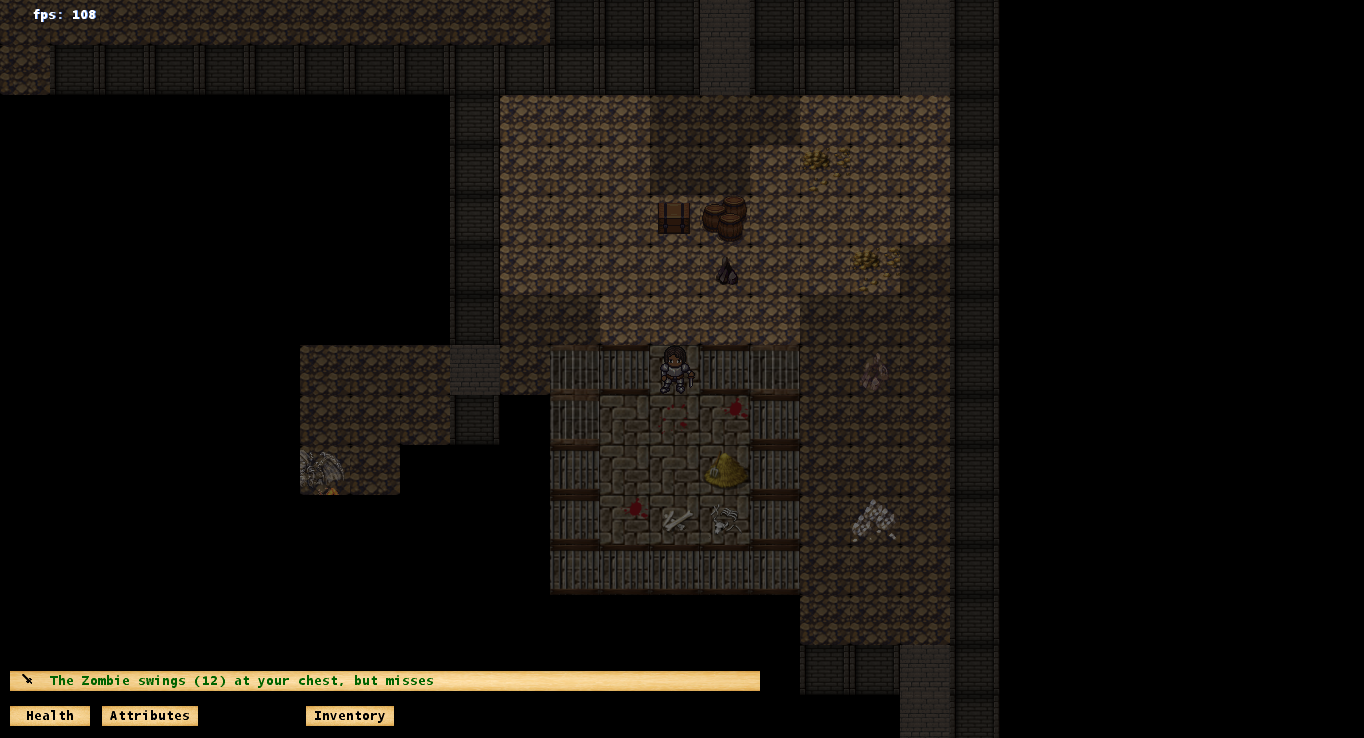 fps: 108
The Zombie swings (12) at your chest, but misses
Health Attributes Inventory